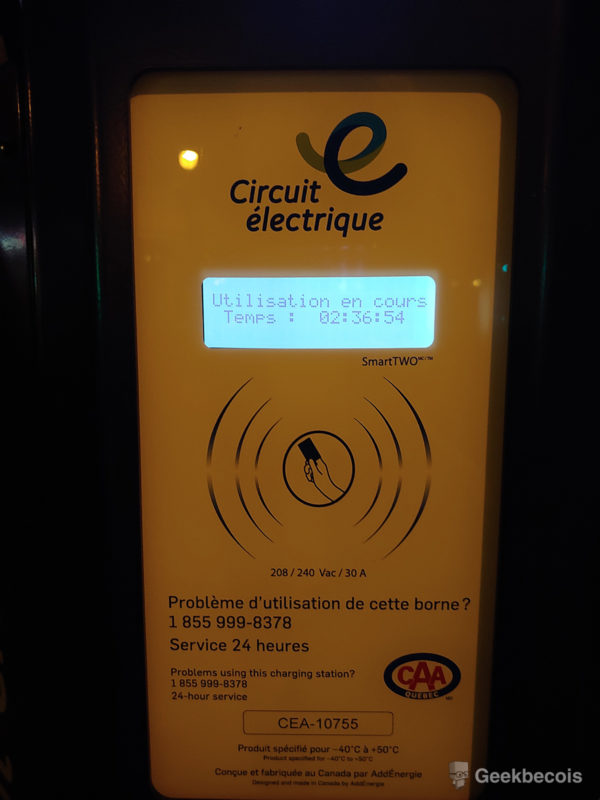 Circuit
électrique
Utilisation en cours
Temps : 02:36:54
SmartTWO MC/TM
208 / 240 Vac / 30 A
Problème d'utilisation de cette borne ?
1 855 999-8378
Service 24 heures
Problems using this charging station?
1 855 999-8378
24-hour service
CAA
QUÉBEC
MD
CEA-10755
Produit spécifié pour –40°C à +50°C
Product specified for –40°C to +50°C
Conçue et fabriquée au Canada par AddÉnergie
Designed and made in Canada by AddÉnergie
Geekbecois